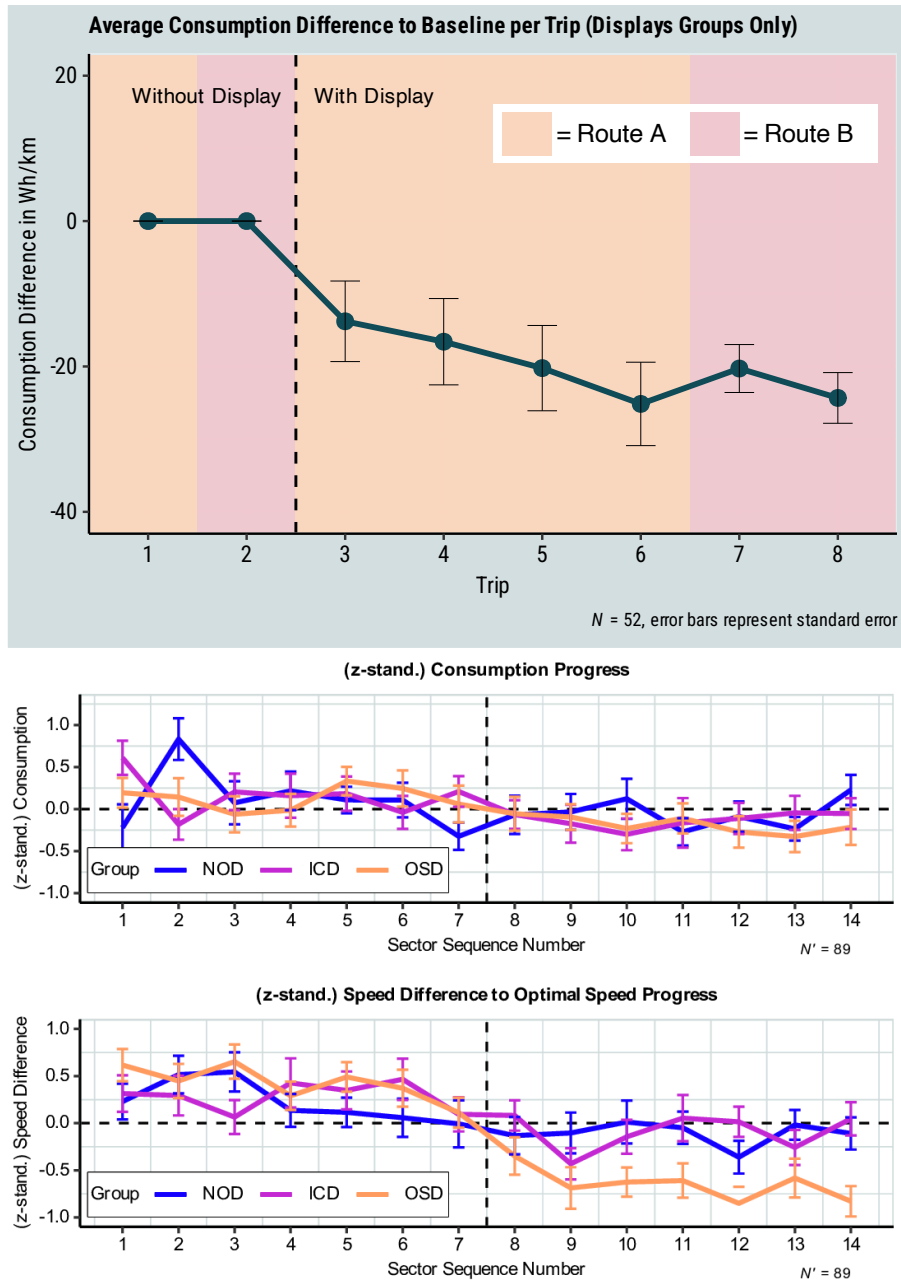 Average Consumption Difference to Baseline per Trip (Displays Groups Only)
Consumption Difference in Wh/km
20
0
-20
-40
Without Display
With Display
= Route A
= Route B
1 2 3 4 5 6 7 8
Trip
N = 52, error bars represent standard error
(z-stand.) Consumption Progress
(z-stand.) Consumption
1.0
0.5
0.0
-0.5
-1.0
Group NOD ICD OSD
1 2 3 4 5 6 7 8 9 10 11 12 13 14
Sector Sequence Number
N' = 89
(z-stand.) Speed Difference to Optimal Speed Progress
(z-stand.) Speed Difference
1.0
0.5
0.0
-0.5
-1.0
Group NOD ICD OSD
1 2 3 4 5 6 7 8 9 10 11 12 13 14
Sector Sequence Number
N' = 89